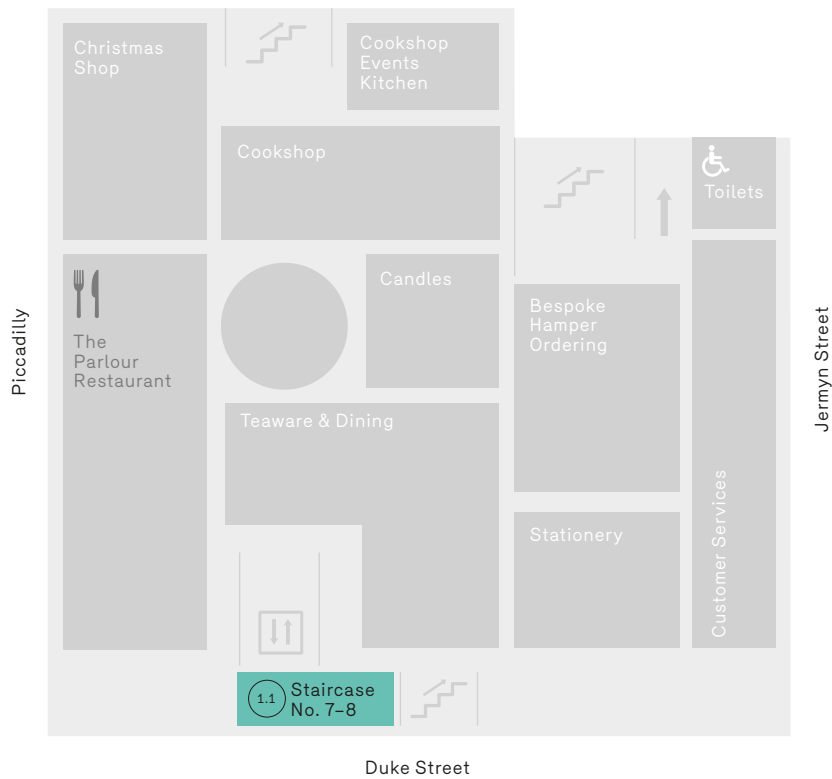 Christmas
Shop
Cookshop
Events
Kitchen
Cookshop
Toilets
Candles
The
Parlour
Restaurant
Bespoke
Hamper
Ordering
Piccadilly
Jermyn Street
Teaware & Dining
Stationery
Customer Services
1.1 Staircase
No. 7–8
Duke Street